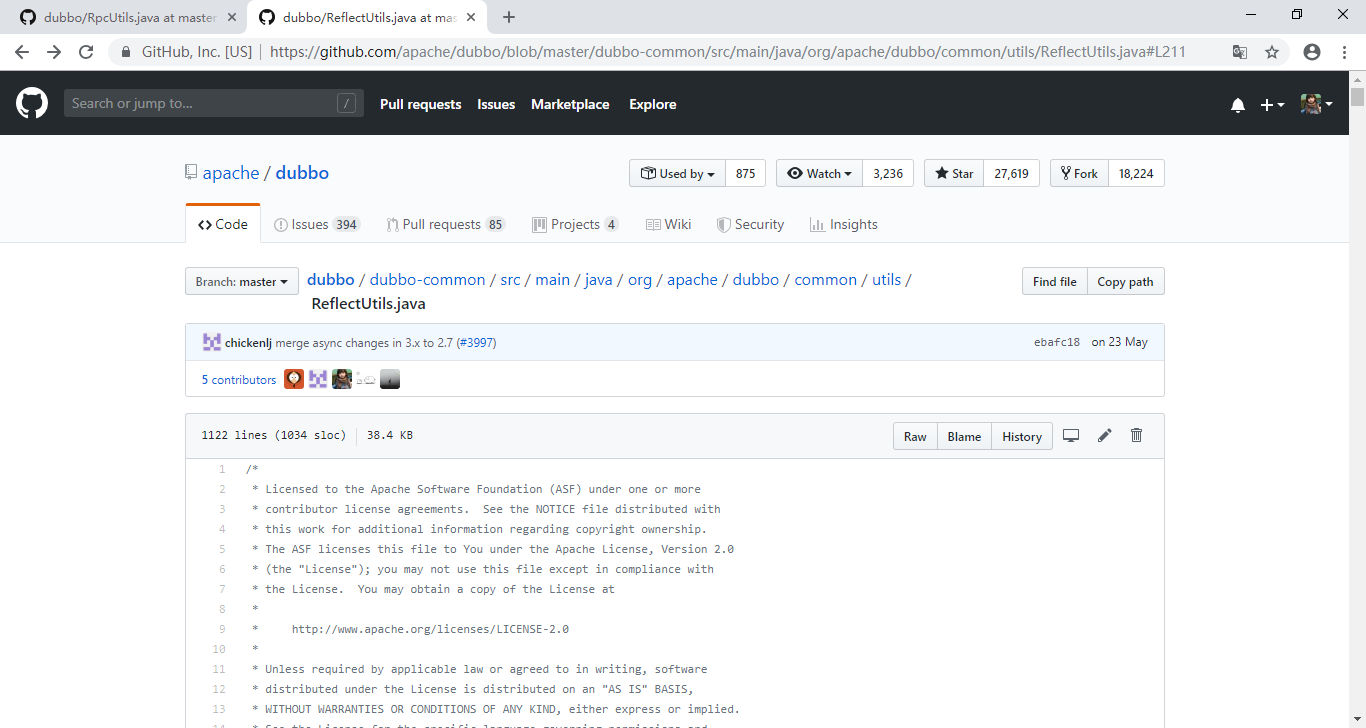 dubbo/RpcUtils.java at master
dubbo/ReflectUtils.java at mas
GitHub, Inc. [US] | https://github.com/apache/dubbo/blob/master/dubbo-common/src/main/java/org/apache/dubbo/common/utils/ReflectUtils.java#L211
Search or jump to... / Pull requests Issues Marketplace Explore
apache / dubbo Used by 875 Watch 3,236 Star 27,619 Fork 18,224
Code Issues 394 Pull requests 85 Projects 4 Wiki Security Insights
Branch: master dubbo / dubbo-common / src / main / java / org / apache / dubbo / common / utils / Find file Copy path
ReflectUtils.java
chickenlj merge async changes in 3.x to 2.7 (#3997) ebafc18 on 23 May
5 contributors
1122 lines (1034 sloc) 38.4 KB Raw Blame History
1 /*
2 * Licensed to the Apache Software Foundation (ASF) under one or more
3 * contributor license agreements.  See the NOTICE file distributed with
4 * this work for additional information regarding copyright ownership.
5 * The ASF licenses this file to You under the Apache License, Version 2.0
6 * (the "License"); you may not use this file except in compliance with
7 * the License.  You may obtain a copy of the License at
8 *
9 *     http://www.apache.org/licenses/LICENSE-2.0
10 *
11 * Unless required by applicable law or agreed to in writing, software
12 * distributed under the License is distributed on an "AS IS" BASIS,
13 * WITHOUT WARRANTIES OR CONDITIONS OF ANY KIND, either express or implied.
14 * See the License for the specific language governing permissions and